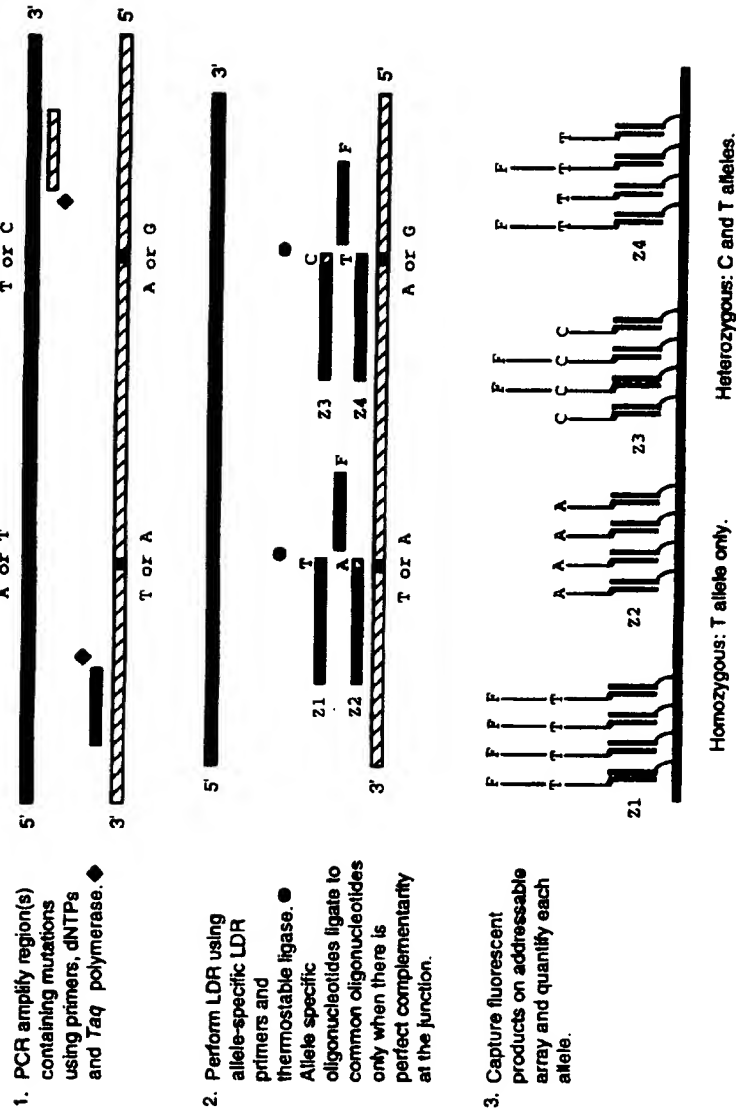 1. PCR amplify region(s)
containing mutations
using primers, dNTPs
and Taq polymerase. ◆
A or T
T or C
5'
3'
3'
5'
T or A
A or G
2. Perform LDR using
allele-specific LDR
primers and
thermostable ligase. ●
Allele specific
oligonucleotides ligate to
common oligonucleotides
only when there is
perfect complementarity
at the junction.
5'
3'
Z1 T
Z2 A
F
Z3 C
Z4 T
F
3'
5'
T or A
A or G
3. Capture fluorescent
products on addressable
array and quantify each
allele.
F F F F
F F
F F
T T T T
A A A A
C C C C
T T T T
Z1
Z2
Z3
Z4
Homozygous: T allele only.
Heterozygous: C and T alleles.